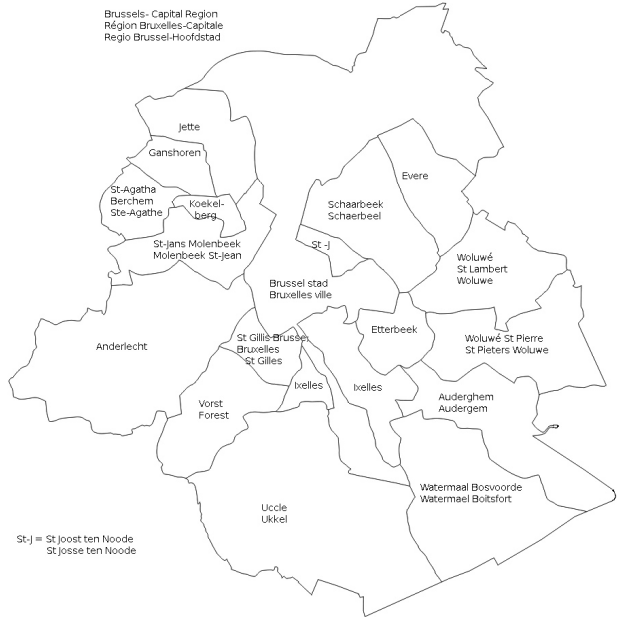 Brussels- Capital Region
Région Bruxelles-Capitale
Regio Brussel-Hoofdstad
Jette
Ganshoren
Evere
St-Agatha
Berchem
Ste-Agathe
Koekel-
berg
Schaarbeek
Schaerbeel
St-Jans Molenbeek
Molenbeek St-Jean
St -J
Woluwé
St Lambert
Woluwe
Brussel stad
Bruxelles ville
Etterbeek
Woluwé St Pierre
St Pieters Woluwe
Anderlecht
St Gillis Brussel
Bruxelles
St Gilles
Ixelles
Ixelles
Vorst
Forest
Auderghem
Audergem
Watermaal Bosvoorde
Watermael Boitsfort
Uccle
Ukkel
St-J = St Joost ten Noode
St Josse ten Noode